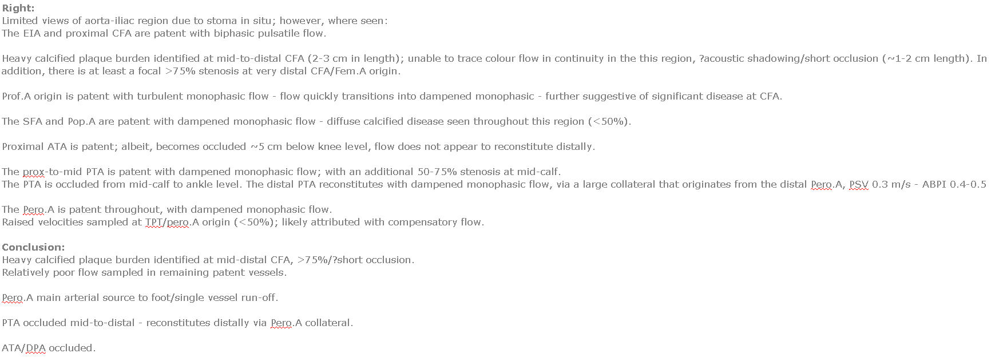 Right:
Limited views of aorta-iliac region due to stoma in situ; however, where seen:
The EIA and proximal CFA are patent with biphasic pulsatile flow.
Heavy calcified plaque burden identified at mid-to-distal CFA (2-3 cm in length); unable to trace colour flow in continuity in the this region, ?acoustic shadowing/short occlusion (~1-2 cm length). In
addition, there is at least a focal >75% stenosis at very distal CFA/Fem.A origin.
Prof.A origin is patent with turbulent monophasic flow - flow quickly transitions into dampened monophasic - further suggestive of significant disease at CFA.
The SFA and Pop.A are patent with dampened monophasic flow - diffuse calcified disease seen throughout this region (<50%).
Proximal ATA is patent; albeit, becomes occluded ~5 cm below knee level, flow does not appear to reconstitute distally.
The prox-to-mid PTA is patent with dampened monophasic flow; with an additional 50-75% stenosis at mid-calf.
The PTA is occluded from mid-calf to ankle level. The distal PTA reconstitutes with dampened monophasic flow, via a large collateral that originates from the distal Pero.A, PSV 0.3 m/s - ABPI 0.4-0.5
The Pero.A is patent throughout, with dampened monophasic flow.
Raised velocities sampled at TPT/pero.A origin (<50%); likely attributed with compensatory flow.
Conclusion:
Heavy calcified plaque burden identified at mid-distal CFA, >75%/?short occlusion.
Relatively poor flow sampled in remaining patent vessels.
Pero.A main arterial source to foot/single vessel run-off.
PTA occluded mid-to-distal - reconstitutes distally via Pero.A collateral.
ATA/DPA occluded.